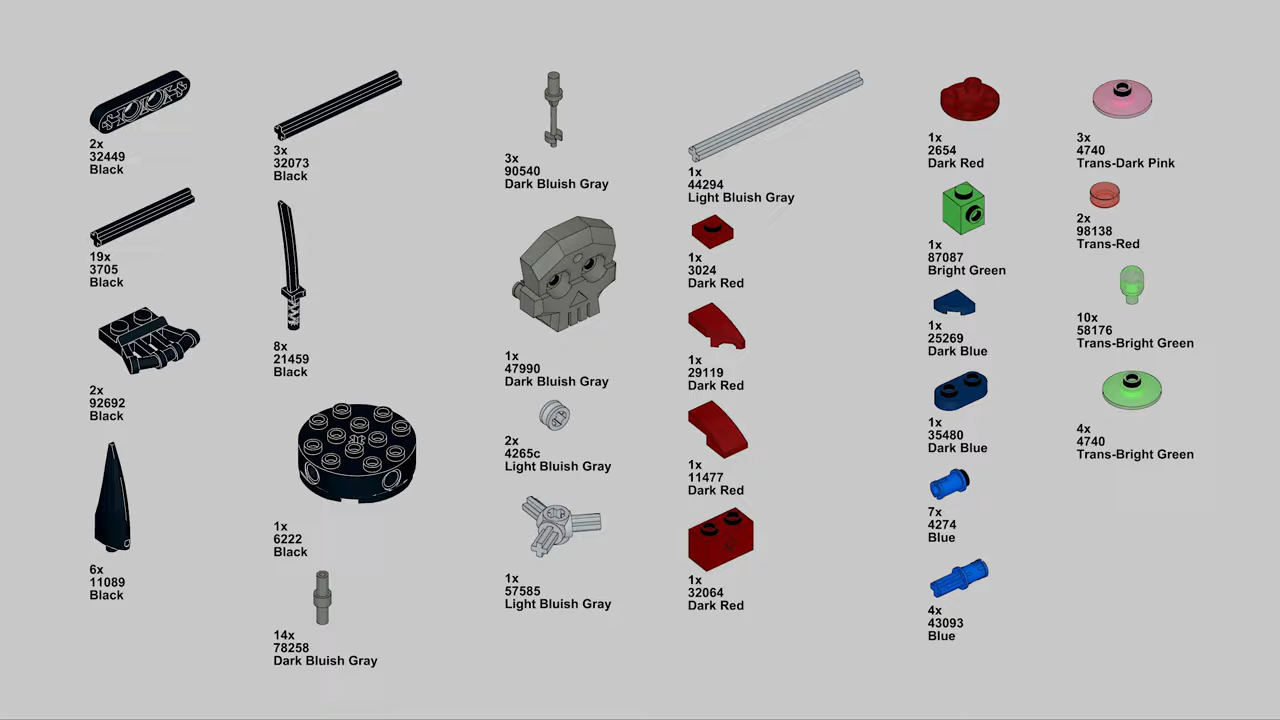 2x
32449
Black
19x
3705
Black
2x
92692
Black
6x
11089
Black
3x
32073
Black
8x
21459
Black
1x
6222
Black
14x
78258
Dark Bluish Gray
3x
90540
Dark Bluish Gray
1x
47990
Dark Bluish Gray
2x
4265c
Light Bluish Gray
1x
57585
Light Bluish Gray
1x
44294
Light Bluish Gray
1x
3024
Dark Red
1x
29119
Dark Red
1x
11477
Dark Red
1x
32064
Dark Red
1x
2654
Dark Red
1x
87087
Bright Green
1x
25269
Dark Blue
1x
35480
Dark Blue
7x
4274
Blue
4x
43093
Blue
3x
4740
Trans-Dark Pink
2x
98138
Trans-Red
10x
58176
Trans-Bright Green
4x
4740
Trans-Bright Green